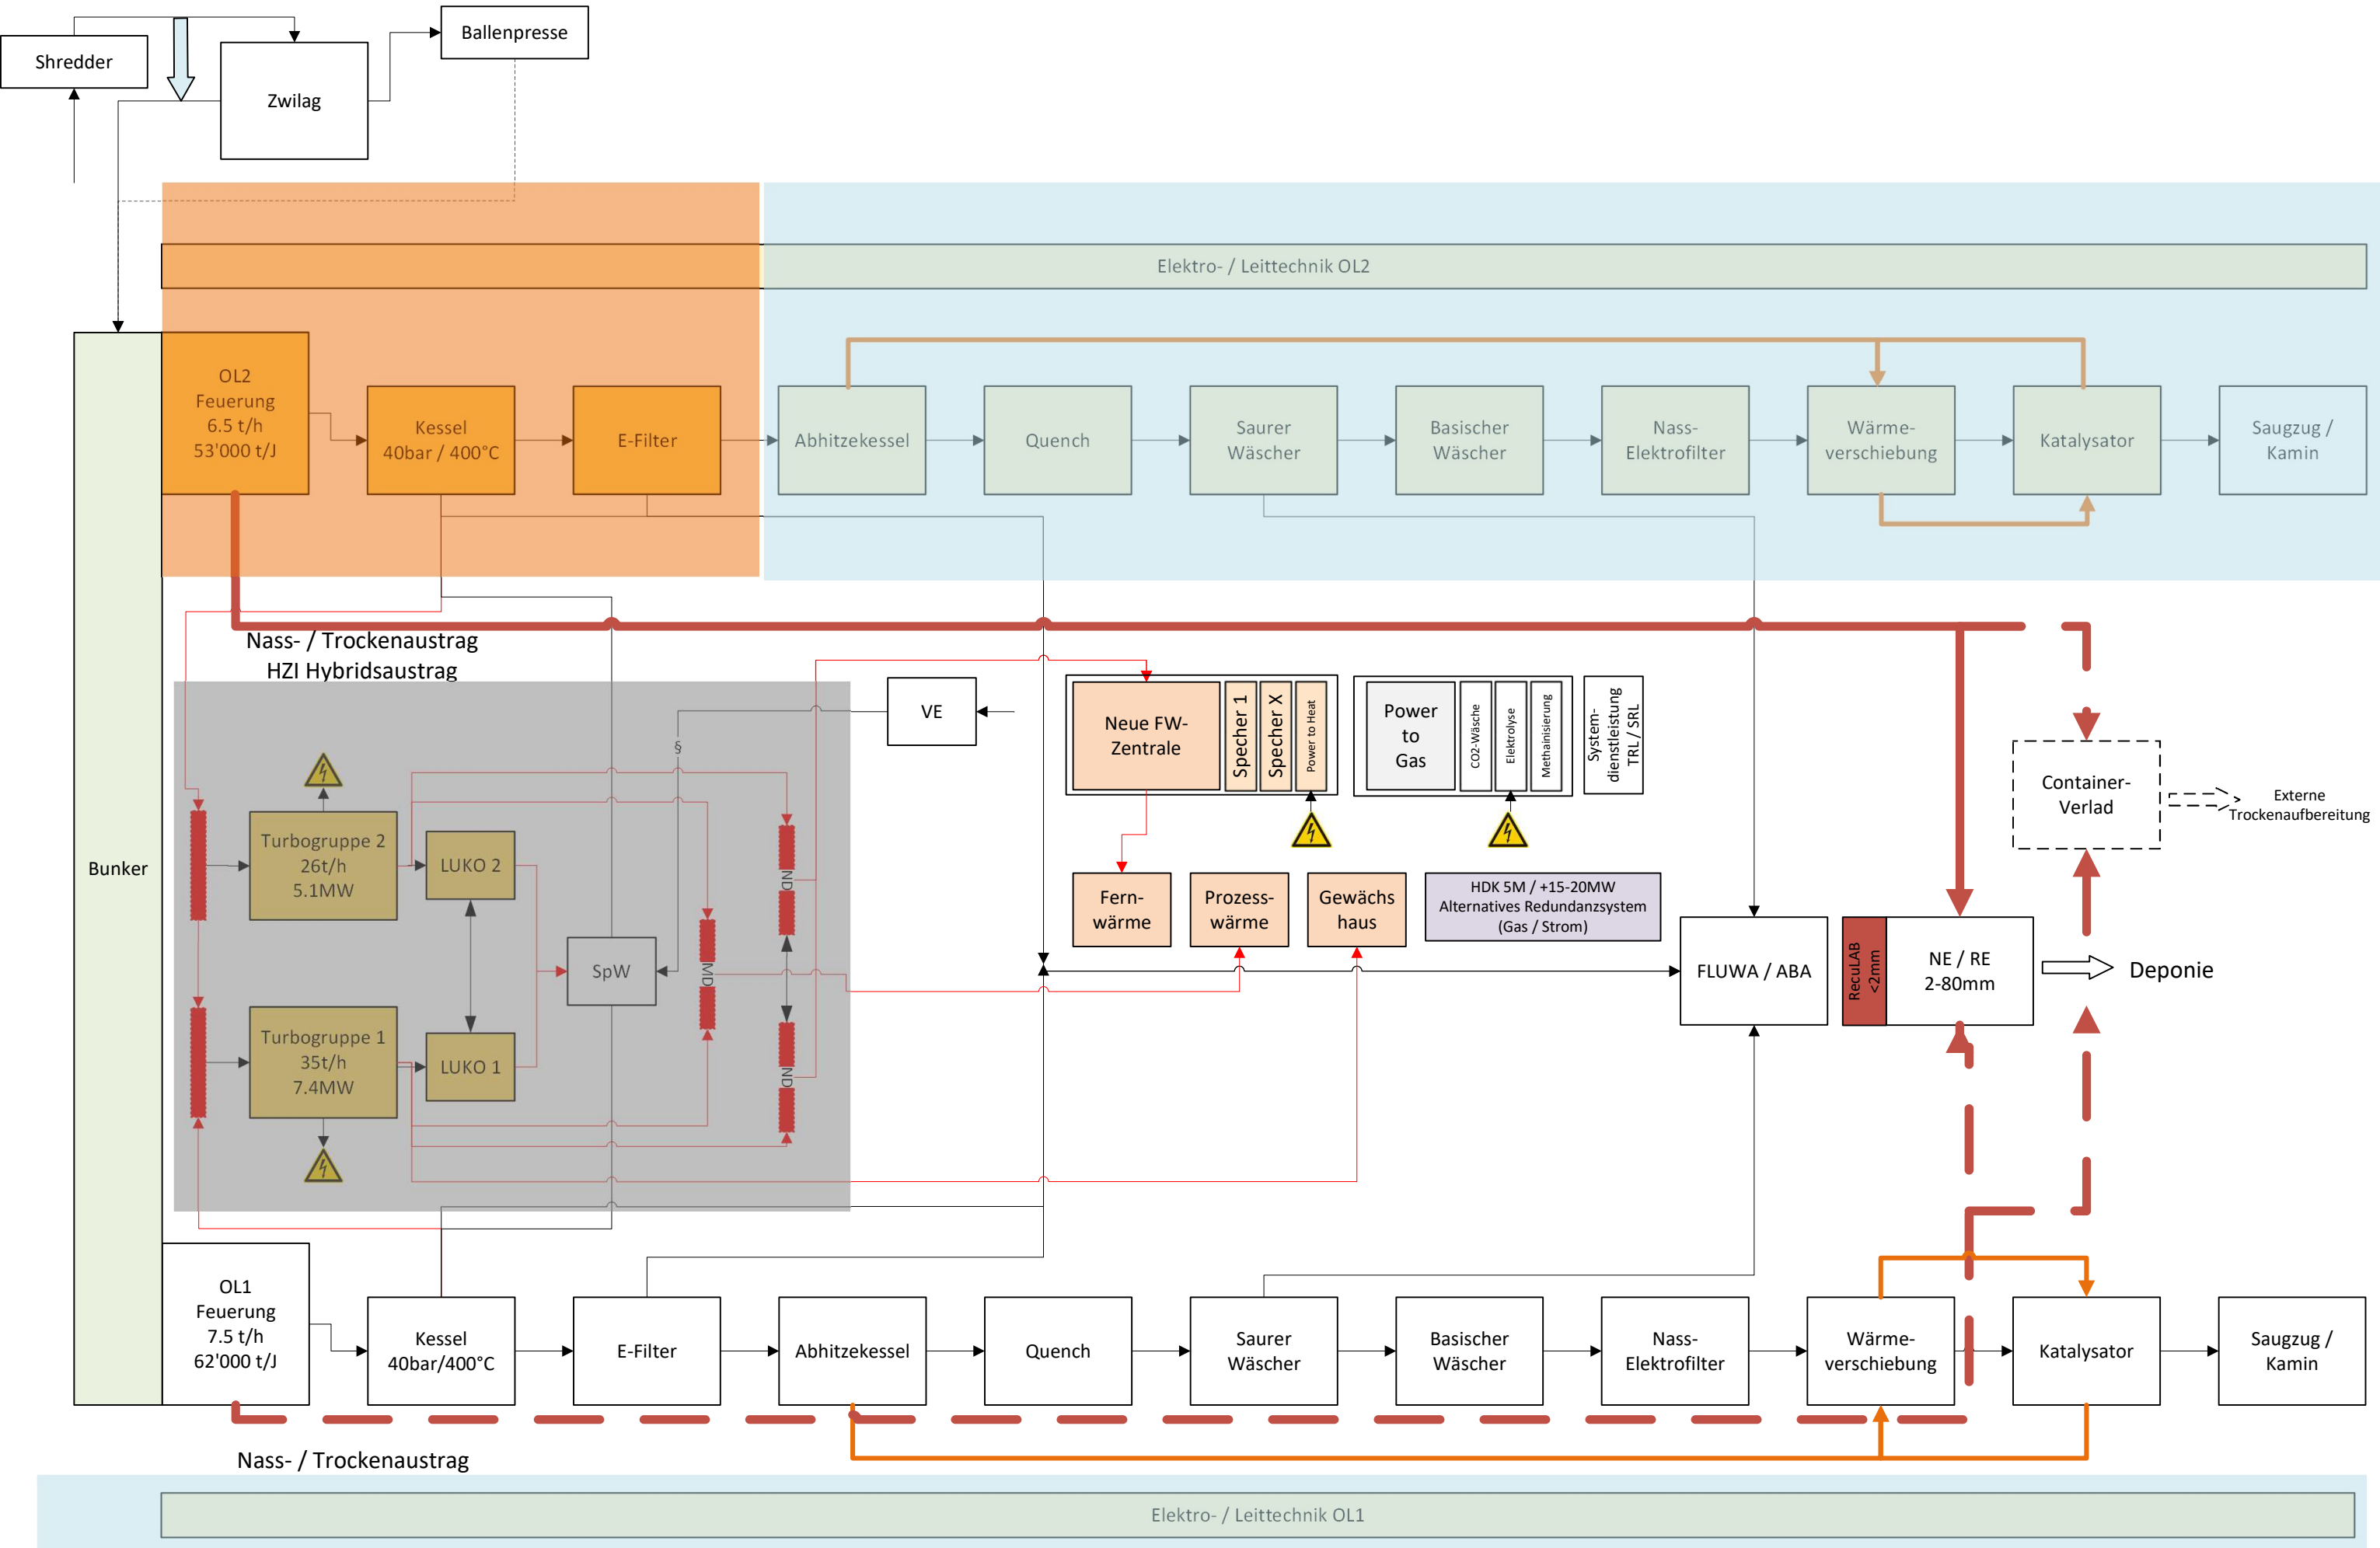 Ballenpresse
Shredder
Zwilag
Elektro- / Leittechnik OL2
OL2
Feuerung
6.5 t/h
53'000 t/J
Kessel
40bar / 400°C
E-Filter
Abhitzekessel
Quench
Saurer
Wäscher
Basischer
Wäscher
Nass-
Elektrofilter
Wärme-
verschiebung
Katalysator
Saugzug /
Kamin
Nass- / Trockenaustrag
HZI Hybridsaustrag
Bunker
VE
§
Neue FW-
Zentrale
Specher 1
Specher X
Power to Heat
Power
to
Gas
CO2-Wäsche
Elektrolyse
Methainisierung
System-
dienstleistung
TRL / SRL
Container-
Verlad
Externe
Trockenaufbereitung
Turbogruppe 2
26t/h
5.1MW
LUKO 2
ND
Fern-
wärme
Prozess-
wärme
Gewächs
haus
HDK 5M / +15-20MW
Alternatives Redundanzsystem
(Gas / Strom)
SpW
MD
FLUWA / ABA
RecuLAB
<2mm
NE / RE
2-80mm
Deponie
Turbogruppe 1
35t/h
7.4MW
LUKO 1
ND
OL1
Feuerung
7.5 t/h
62'000 t/J
Kessel
40bar/400°C
E-Filter
Abhitzekessel
Quench
Saurer
Wäscher
Basischer
Wäscher
Nass-
Elektrofilter
Wärme-
verschiebung
Katalysator
Saugzug /
Kamin
Nass- / Trockenaustrag
Elektro- / Leittechnik OL1